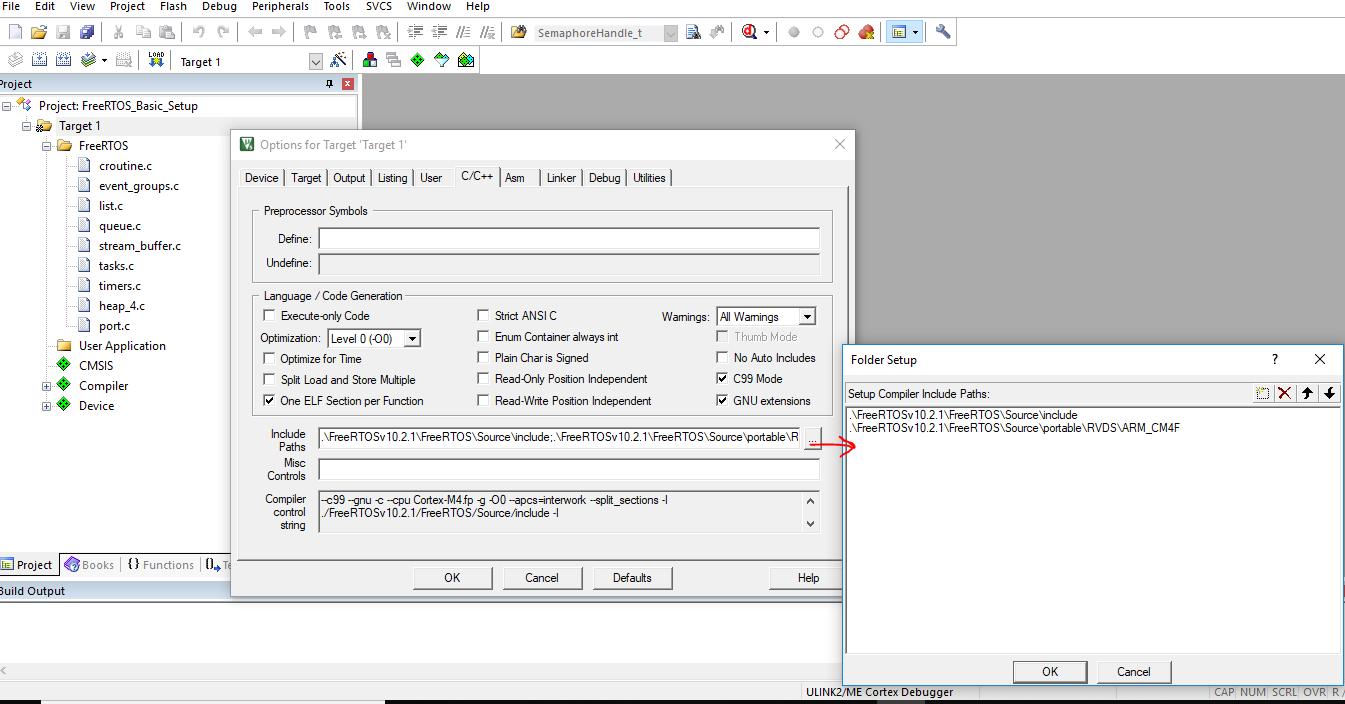 File Edit View Project Flash Debug Peripherals Tools SVCS Window Help
SemaphoreHandle_t
LOAD
Target 1
Project
Project: FreeRTOS_Basic_Setup
Target 1
FreeRTOS
croutine.c
event_groups.c
list.c
queue.c
stream_buffer.c
tasks.c
timers.c
heap_4.c
port.c
User Application
CMSIS
Compiler
Device
Project Books {} Functions
Options for Target 'Target 1'
Device Target Output Listing User C/C++ Asm Linker Debug Utilities
Preprocessor Symbols
Define:
Undefine:
Language / Code Generation
Execute-only Code
Strict ANSI C
Warnings: All Warnings
Optimization: Level 0 (-O0)
Enum Container always int
Thumb Mode
Optimize for Time
Plain Char is Signed
No Auto Includes
Split Load and Store Multiple
Read-Only Position Independent
C99 Mode
One ELF Section per Function
Read-Write Position Independent
GNU extensions
Include
Paths
.\FreeRTOSv10.2.1\FreeRTOS\Source\include;.\FreeRTOSv10.2.1\FreeRTOS\Source\portable\R
...
Misc
Controls
Compiler
control
string
--c99 --gnu -c --cpu Cortex-M4.fp -g -O0 --apcs=interwork --split_sections -I
./FreeRTOSv10.2.1/FreeRTOS/Source/include -I
OK Cancel Defaults Help
Folder Setup ?
Setup Compiler Include Paths:
.\FreeRTOSv10.2.1\FreeRTOS\Source\include
.\FreeRTOSv10.2.1\FreeRTOS\Source\portable\RVDS\ARM_CM4F
OK Cancel
Build Output
ULINK2/ME Cortex Debugger
CAP NUM SCRL OVR R /